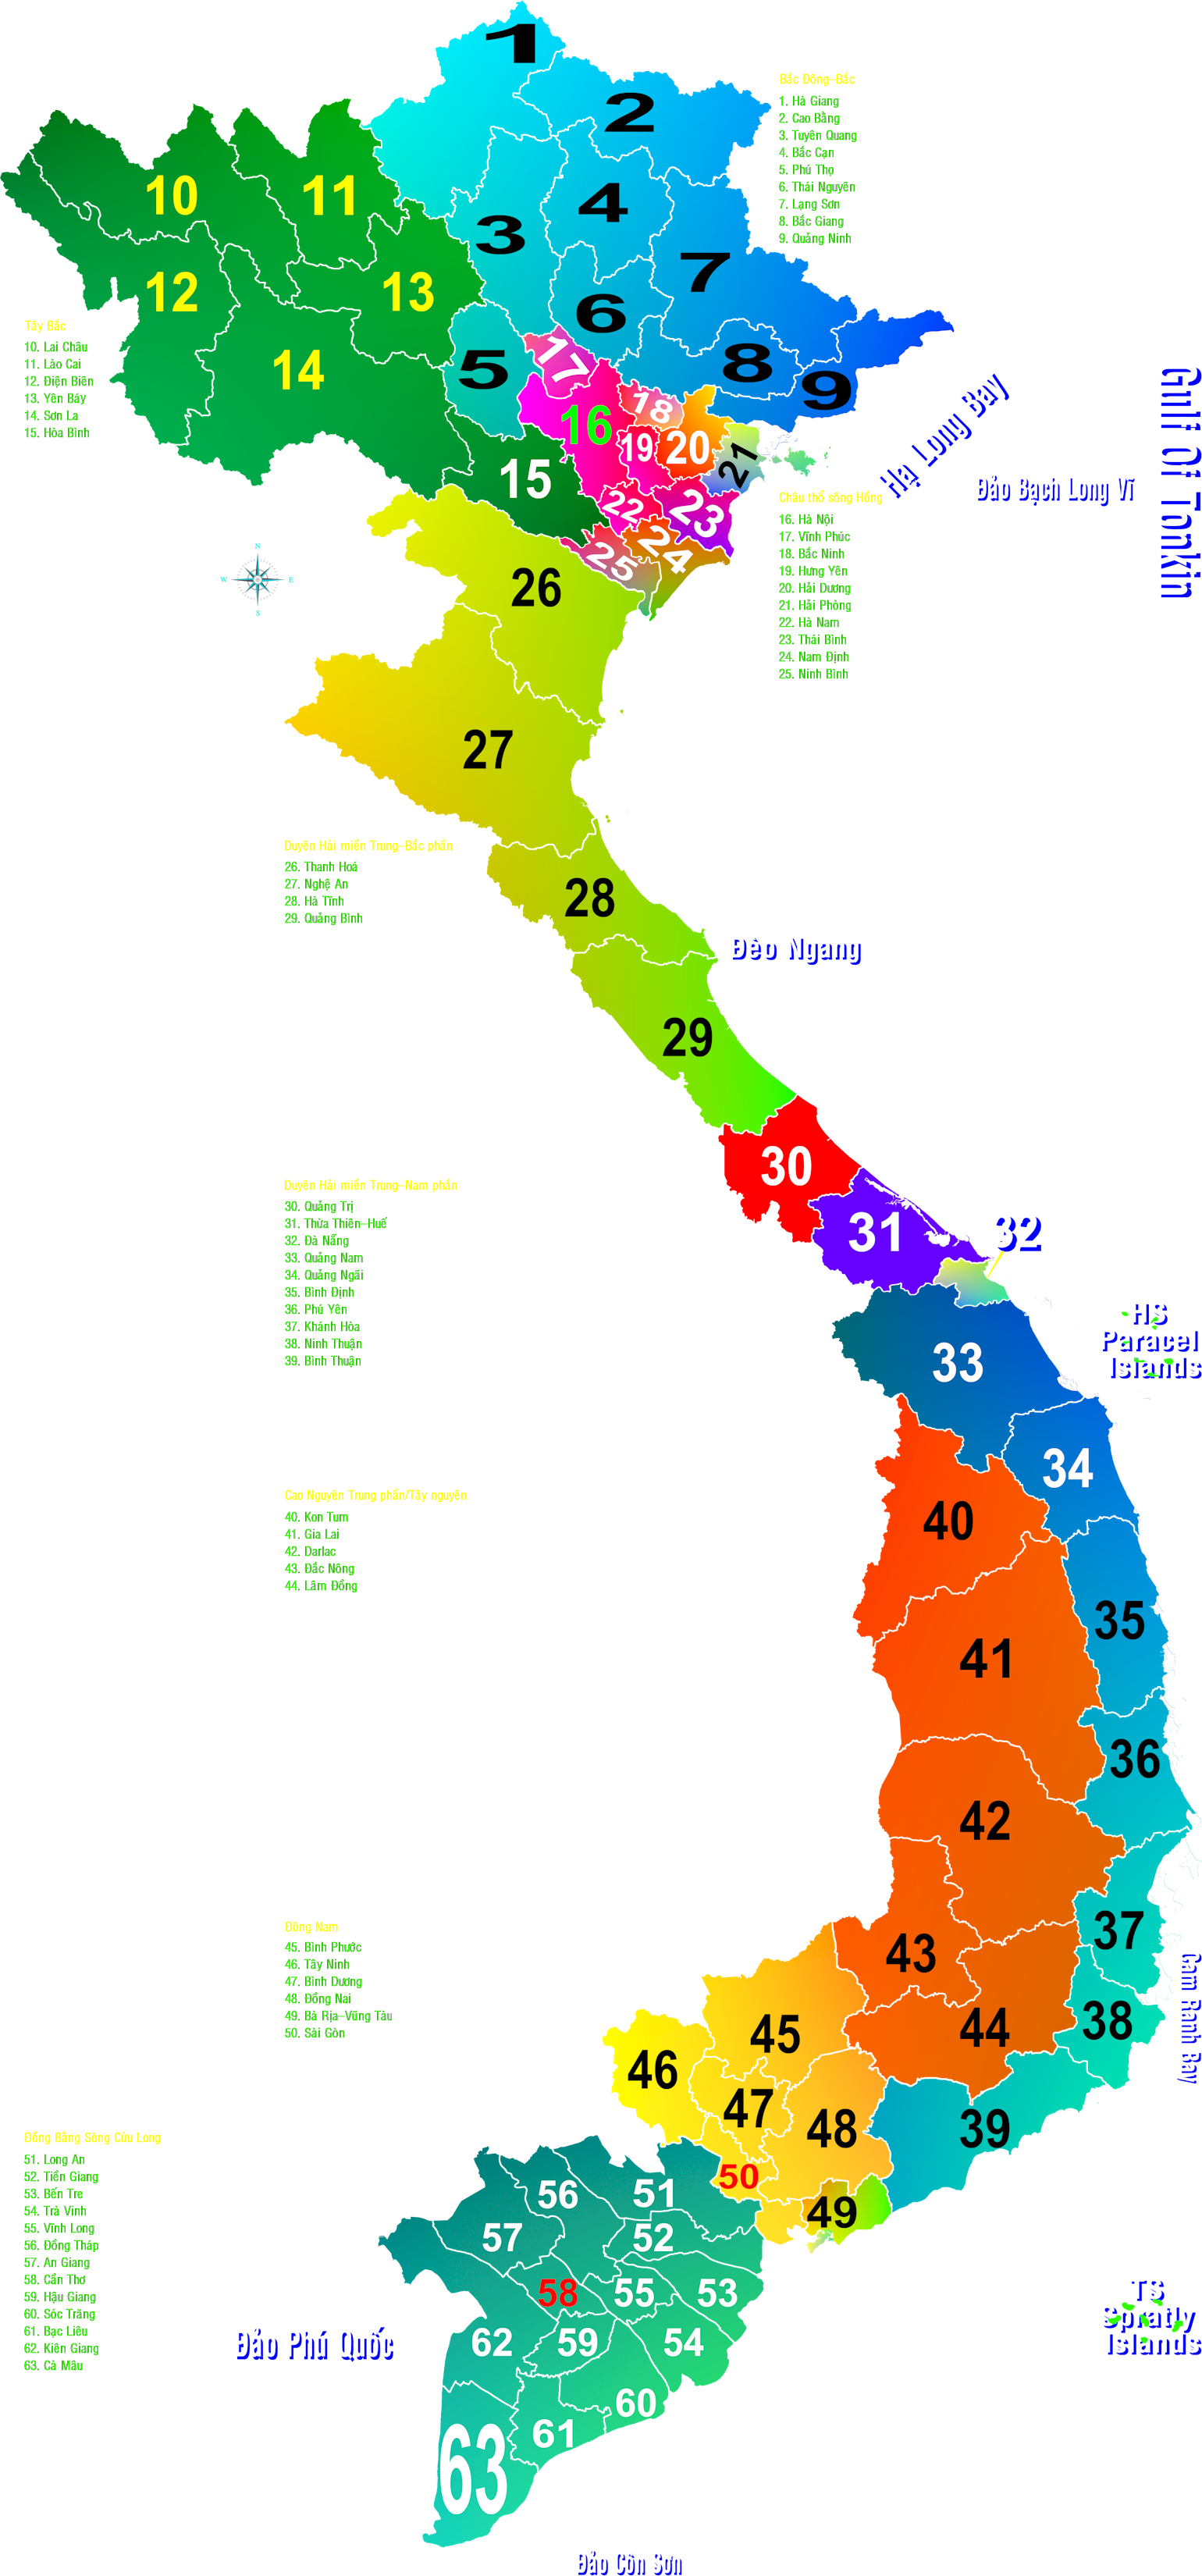 1
2
3
4
5
6
7
8
9
10
11
12
13
14
15
16
17
18
19
20
21
22
23
24
25
26
27
28
29
30
31
32
33
34
35
36
37
38
39
40
41
42
43
44
45
46
47
48
49
50
51
52
53
54
55
56
57
58
59
60
61
62
63
Bắc Đông-Bắc
1. Hà Giang
2. Cao Bằng
3. Tuyên Quang
4. Bắc Cạn
5. Phú Thọ
6. Thái Nguyên
7. Lạng Sơn
8. Bắc Giang
9. Quảng Ninh
Tây Bắc
10. Lai Châu
11. Lào Cai
12. Điện Biên
13. Yên Báy
14. Sơn La
15. Hòa Bình
Gulf Of Tonkin
Hạ Long Bay
Đảo Bạch Long Vĩ
Châu thổ sông Hồng
16. Hà Nội
17. Vĩnh Phúc
18. Bắc Ninh
19. Hưng Yên
20. Hải Dương
21. Hải Phòng
22. Hà Nam
23. Thái Bình
24. Nam Định
25. Ninh Bình
N
W
E
S
Duyên Hải miền Trung-Bắc phần
26. Thanh Hoá
27. Nghệ An
28. Hà Tĩnh
29. Quảng Bình
Đèo Ngang
Duyên Hải miền Trung-Nam phần
30. Quảng Trị
31. Thừa Thiên-Huế
32. Đà Nẵng
33. Quảng Nam
34. Quảng Ngãi
35. Bình Định
36. Phú Yên
37. Khánh Hòa
38. Ninh Thuận
39. Bình Thuận
HS
Paracel
Islands
Cao Nguyên Trung phần/Tây nguyên
40. Kon Tum
41. Gia Lai
42. Darlac
43. Đắc Nông
44. Lâm Đồng
Cam Ranh Bay
Đông Nam
45. Bình Phước
46. Tây Ninh
47. Bình Dương
48. Đồng Nai
49. Bà Rịa-Vũng Tàu
50. Sài Gòn
Đồng Bằng Sông Cửu Long
51. Long An
52. Tiền Giang
53. Bến Tre
54. Trà Vinh
55. Vĩnh Long
56. Đồng Tháp
57. An Giang
58. Cần Thơ
59. Hậu Giang
60. Sóc Trăng
61. Bạc Liêu
62. Kiên Giang
63. Cà Mâu
Đảo Phú Quốc
TS
Spratly
Islands
Đảo Côn Sơn